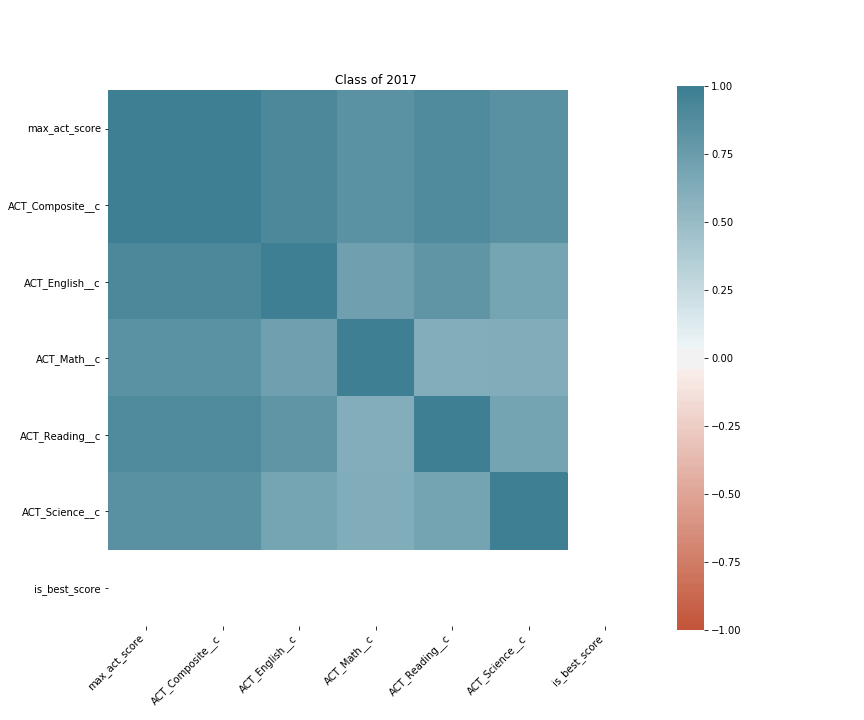 Class of 2017
max_act_score
ACT_Composite__c
ACT_English__c
ACT_Math__c
ACT_Reading__c
ACT_Science__c
is_best_score
max_act_score
ACT_Composite__c
ACT_English__c
ACT_Math__c
ACT_Reading__c
ACT_Science__c
is_best_score
1.00
0.75
0.50
0.25
0.00
−0.25
−0.50
−0.75
−1.00